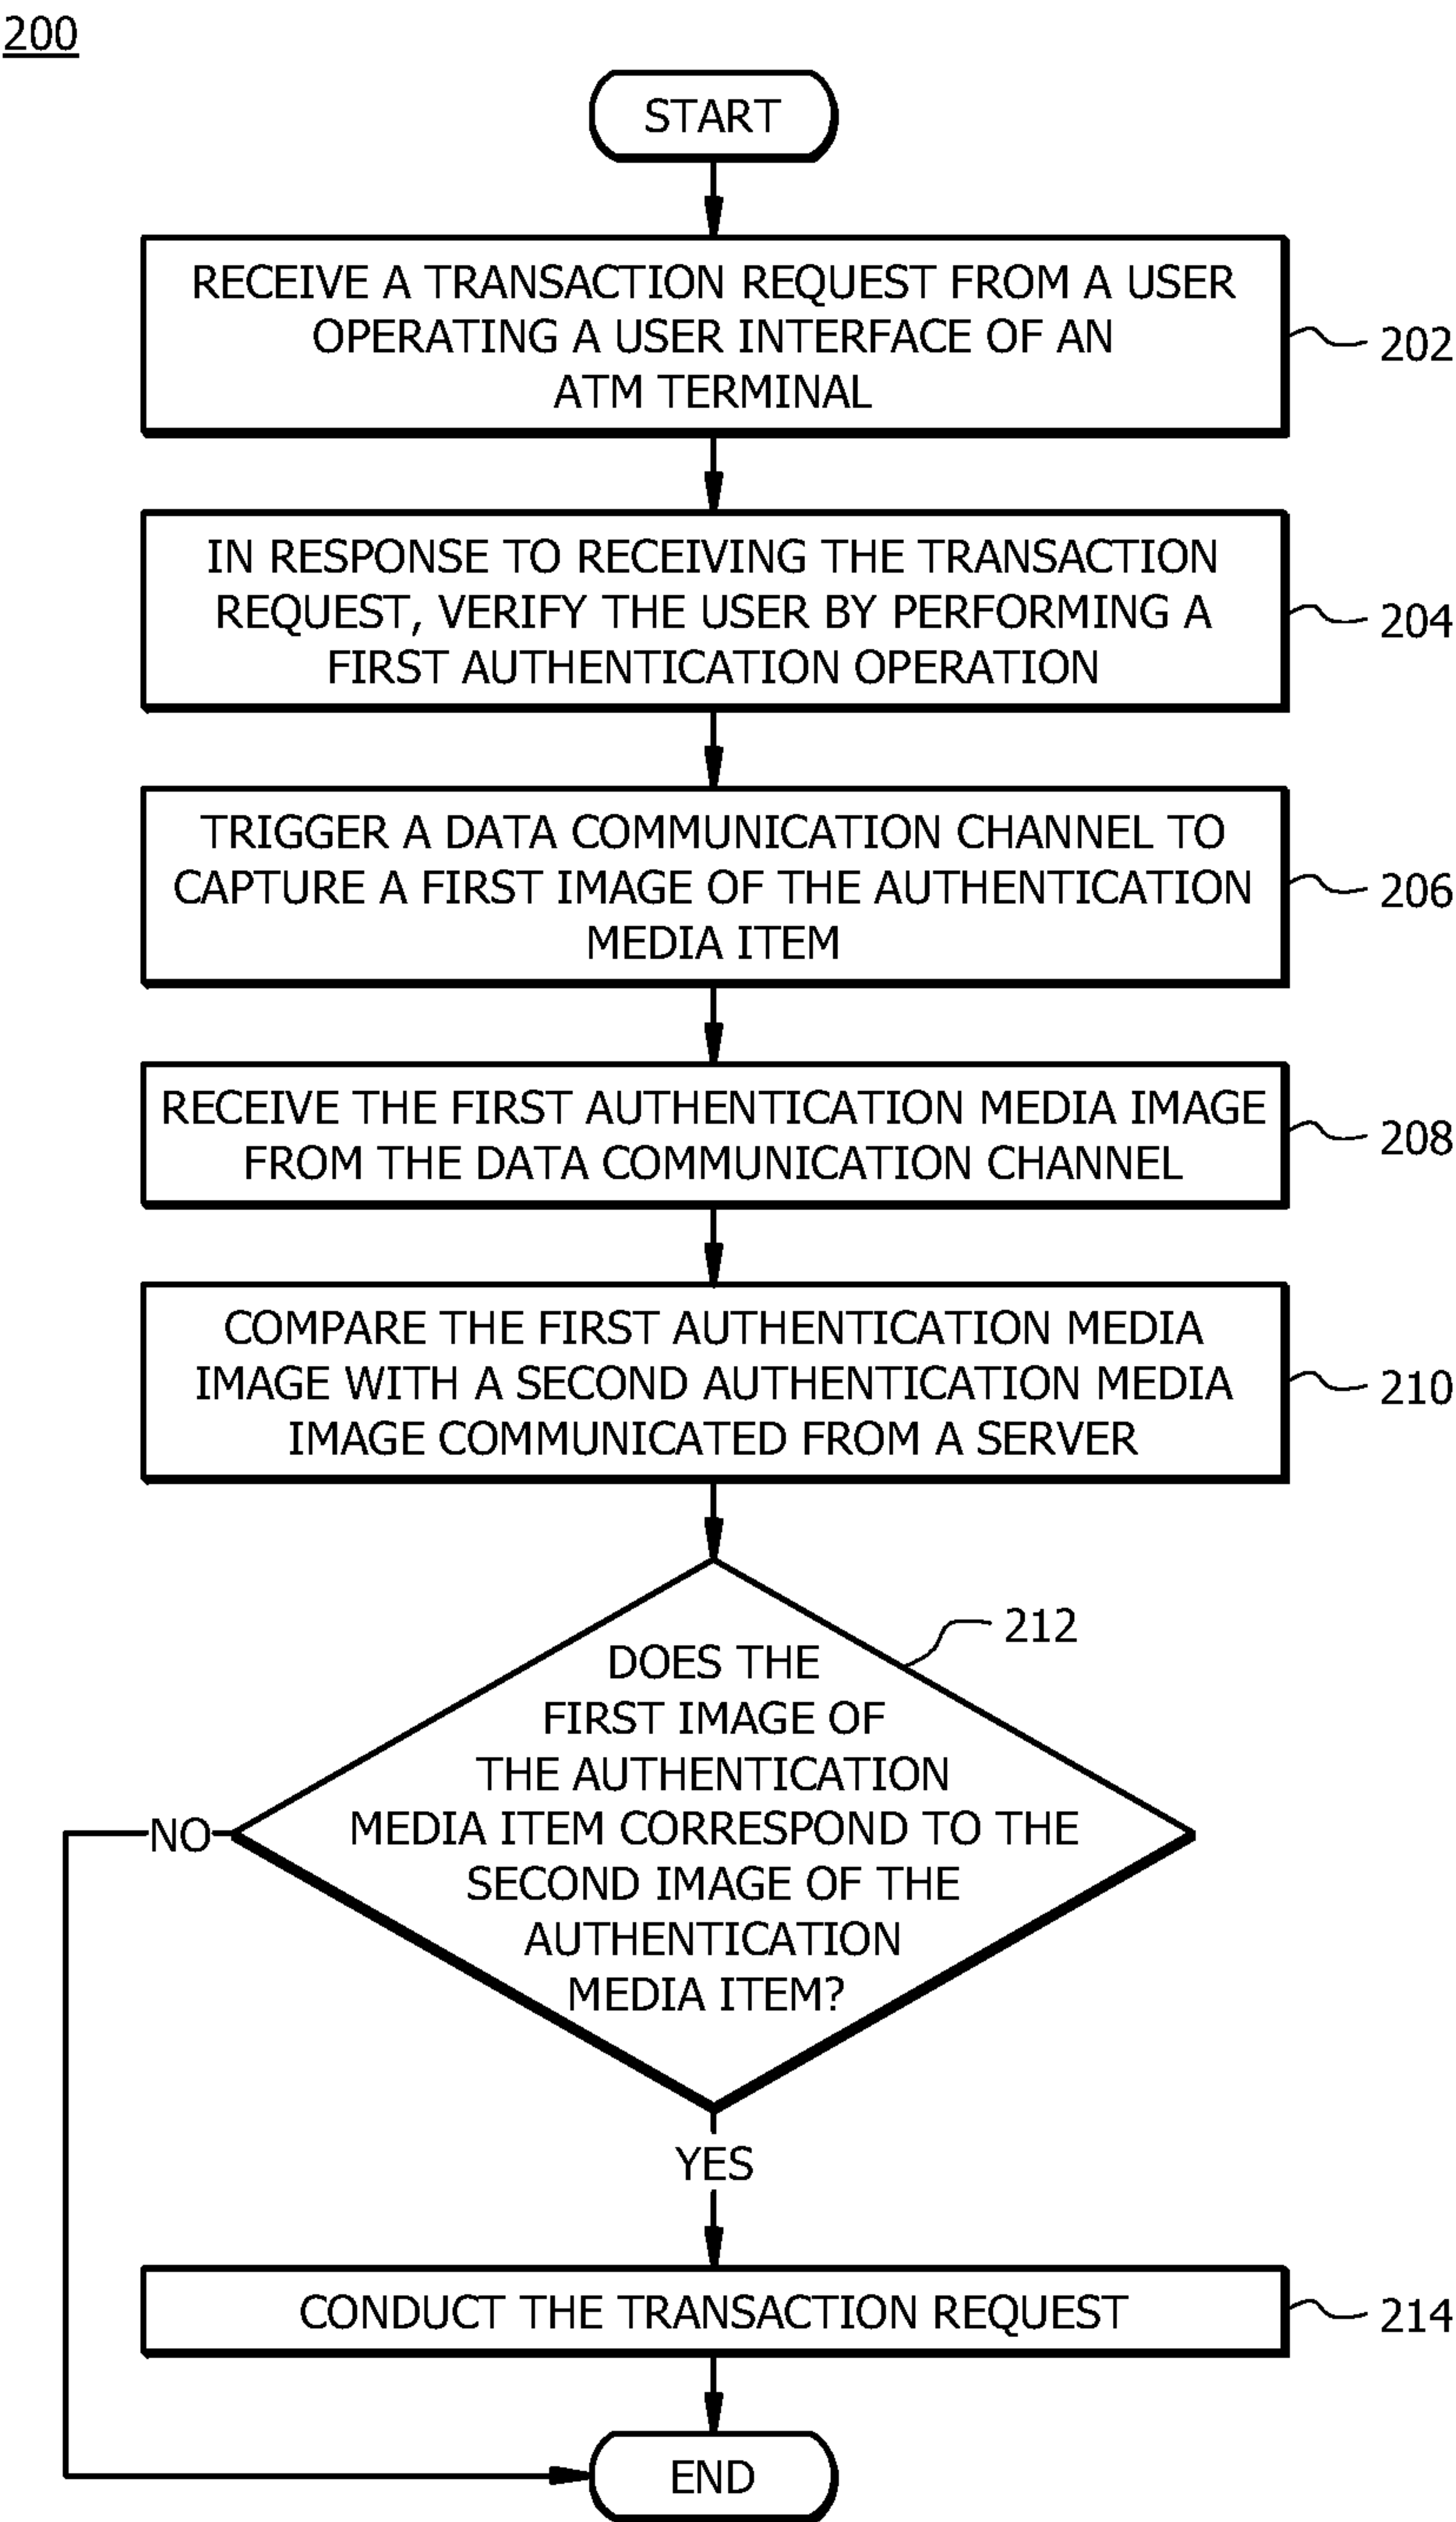 200
START
RECEIVE A TRANSACTION REQUEST FROM A USER
OPERATING A USER INTERFACE OF AN
ATM TERMINAL
202
IN RESPONSE TO RECEIVING THE TRANSACTION
REQUEST, VERIFY THE USER BY PERFORMING A
FIRST AUTHENTICATION OPERATION
204
TRIGGER A DATA COMMUNICATION CHANNEL TO
CAPTURE A FIRST IMAGE OF THE AUTHENTICATION
MEDIA ITEM
206
RECEIVE THE FIRST AUTHENTICATION MEDIA IMAGE
FROM THE DATA COMMUNICATION CHANNEL
208
COMPARE THE FIRST AUTHENTICATION MEDIA
IMAGE WITH A SECOND AUTHENTICATION MEDIA
IMAGE COMMUNICATED FROM A SERVER
210
212
DOES THE
FIRST IMAGE OF
THE AUTHENTICATION
MEDIA ITEM CORRESPOND TO THE
SECOND IMAGE OF THE
AUTHENTICATION
MEDIA ITEM?
NO
YES
CONDUCT THE TRANSACTION REQUEST
214
END